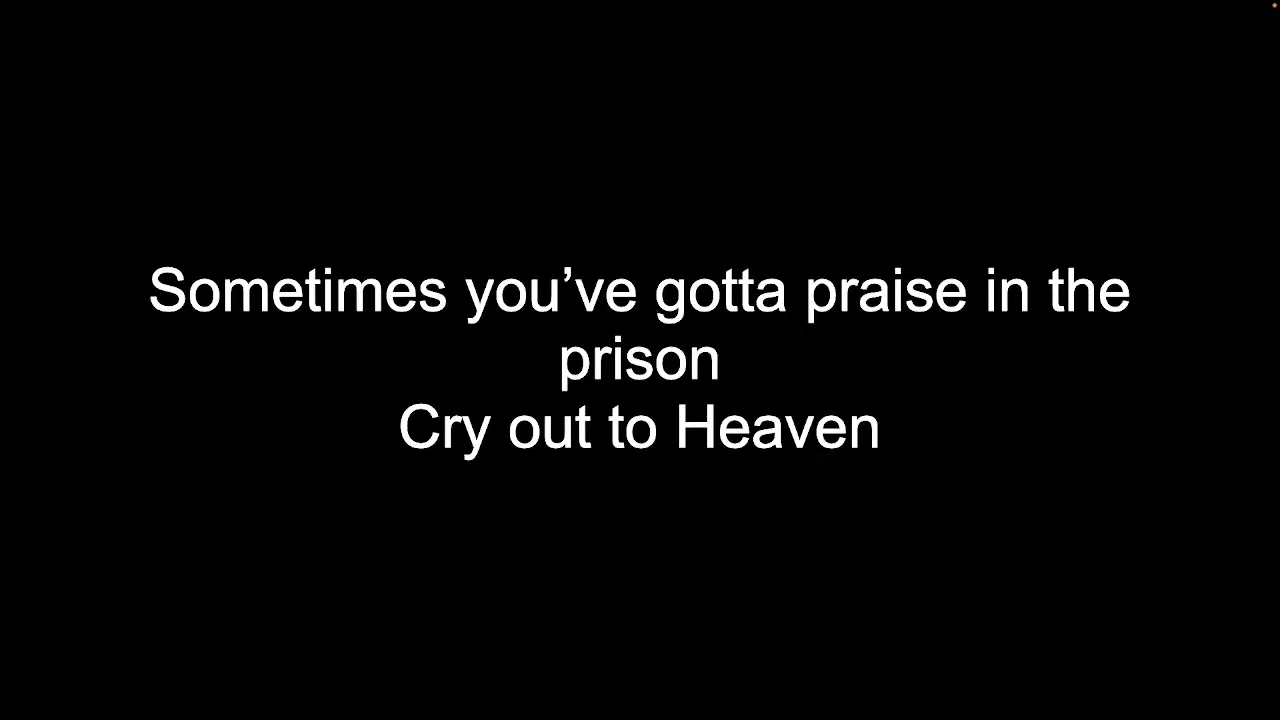 Sometimes you’ve gotta praise in the
prison
Cry out to Heaven